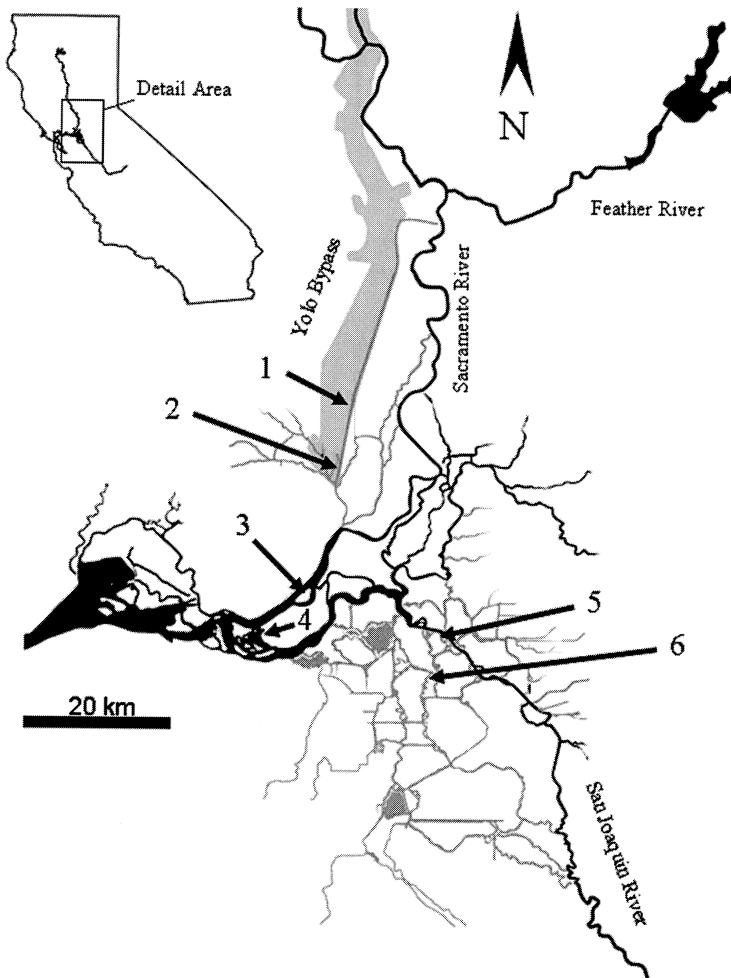 Detail Area
N
Feather River
Yolo Bypass
Sacramento River
1
2
3
4
5
6
20 km
San Joaquin River